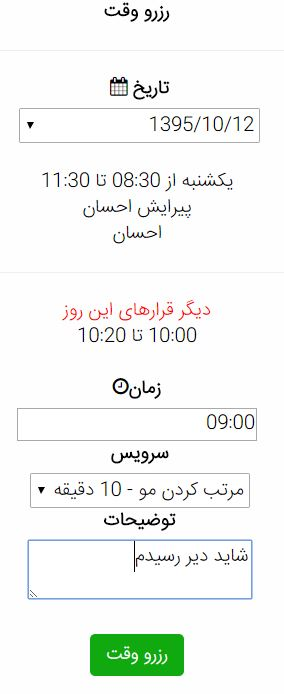 رزرو وقت
تاریخ
1395/10/12
یکشنبه از 08:30 تا 11:30
پیرایش احسان
احسان
دیگر قرارهای این روز
10:00 تا 10:20
زمان
09:00
سرویس
مرتب کردن مو - 10 دقیقه
توضیحات
شاید دیر رسیدم
رزرو وقت